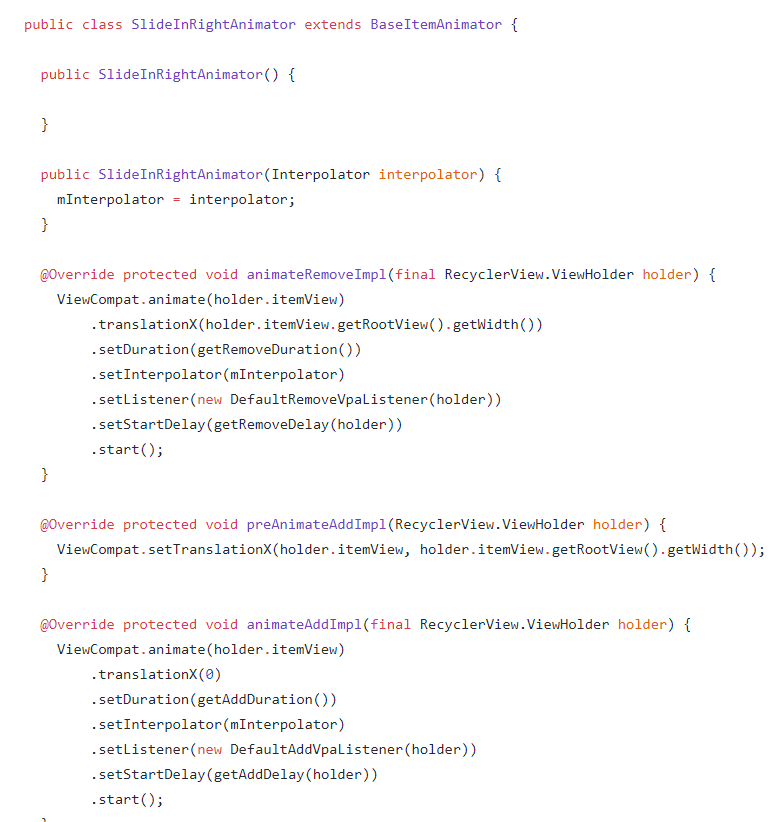 public class SlideInRightAnimator extends BaseItemAnimator {
public SlideInRightAnimator() {
}
public SlideInRightAnimator(Interpolator interpolator) {
mInterpolator = interpolator;
}
@Override protected void animateRemoveImpl(final RecyclerView.ViewHolder holder) {
ViewCompat.animate(holder.itemView)
.translationX(holder.itemView.getRootView().getWidth())
.setDuration(getRemoveDuration())
.setInterpolator(mInterpolator)
.setListener(new DefaultRemoveVpaListener(holder))
.setStartDelay(getRemoveDelay(holder))
.start();
}
@Override protected void preAnimateAddImpl(RecyclerView.ViewHolder holder) {
ViewCompat.setTranslationX(holder.itemView, holder.itemView.getRootView().getWidth());
}
@Override protected void animateAddImpl(final RecyclerView.ViewHolder holder) {
ViewCompat.animate(holder.itemView)
.translationX(0)
.setDuration(getAddDuration())
.setInterpolator(mInterpolator)
.setListener(new DefaultAddVpaListener(holder))
.setStartDelay(getAddDelay(holder))
.start();